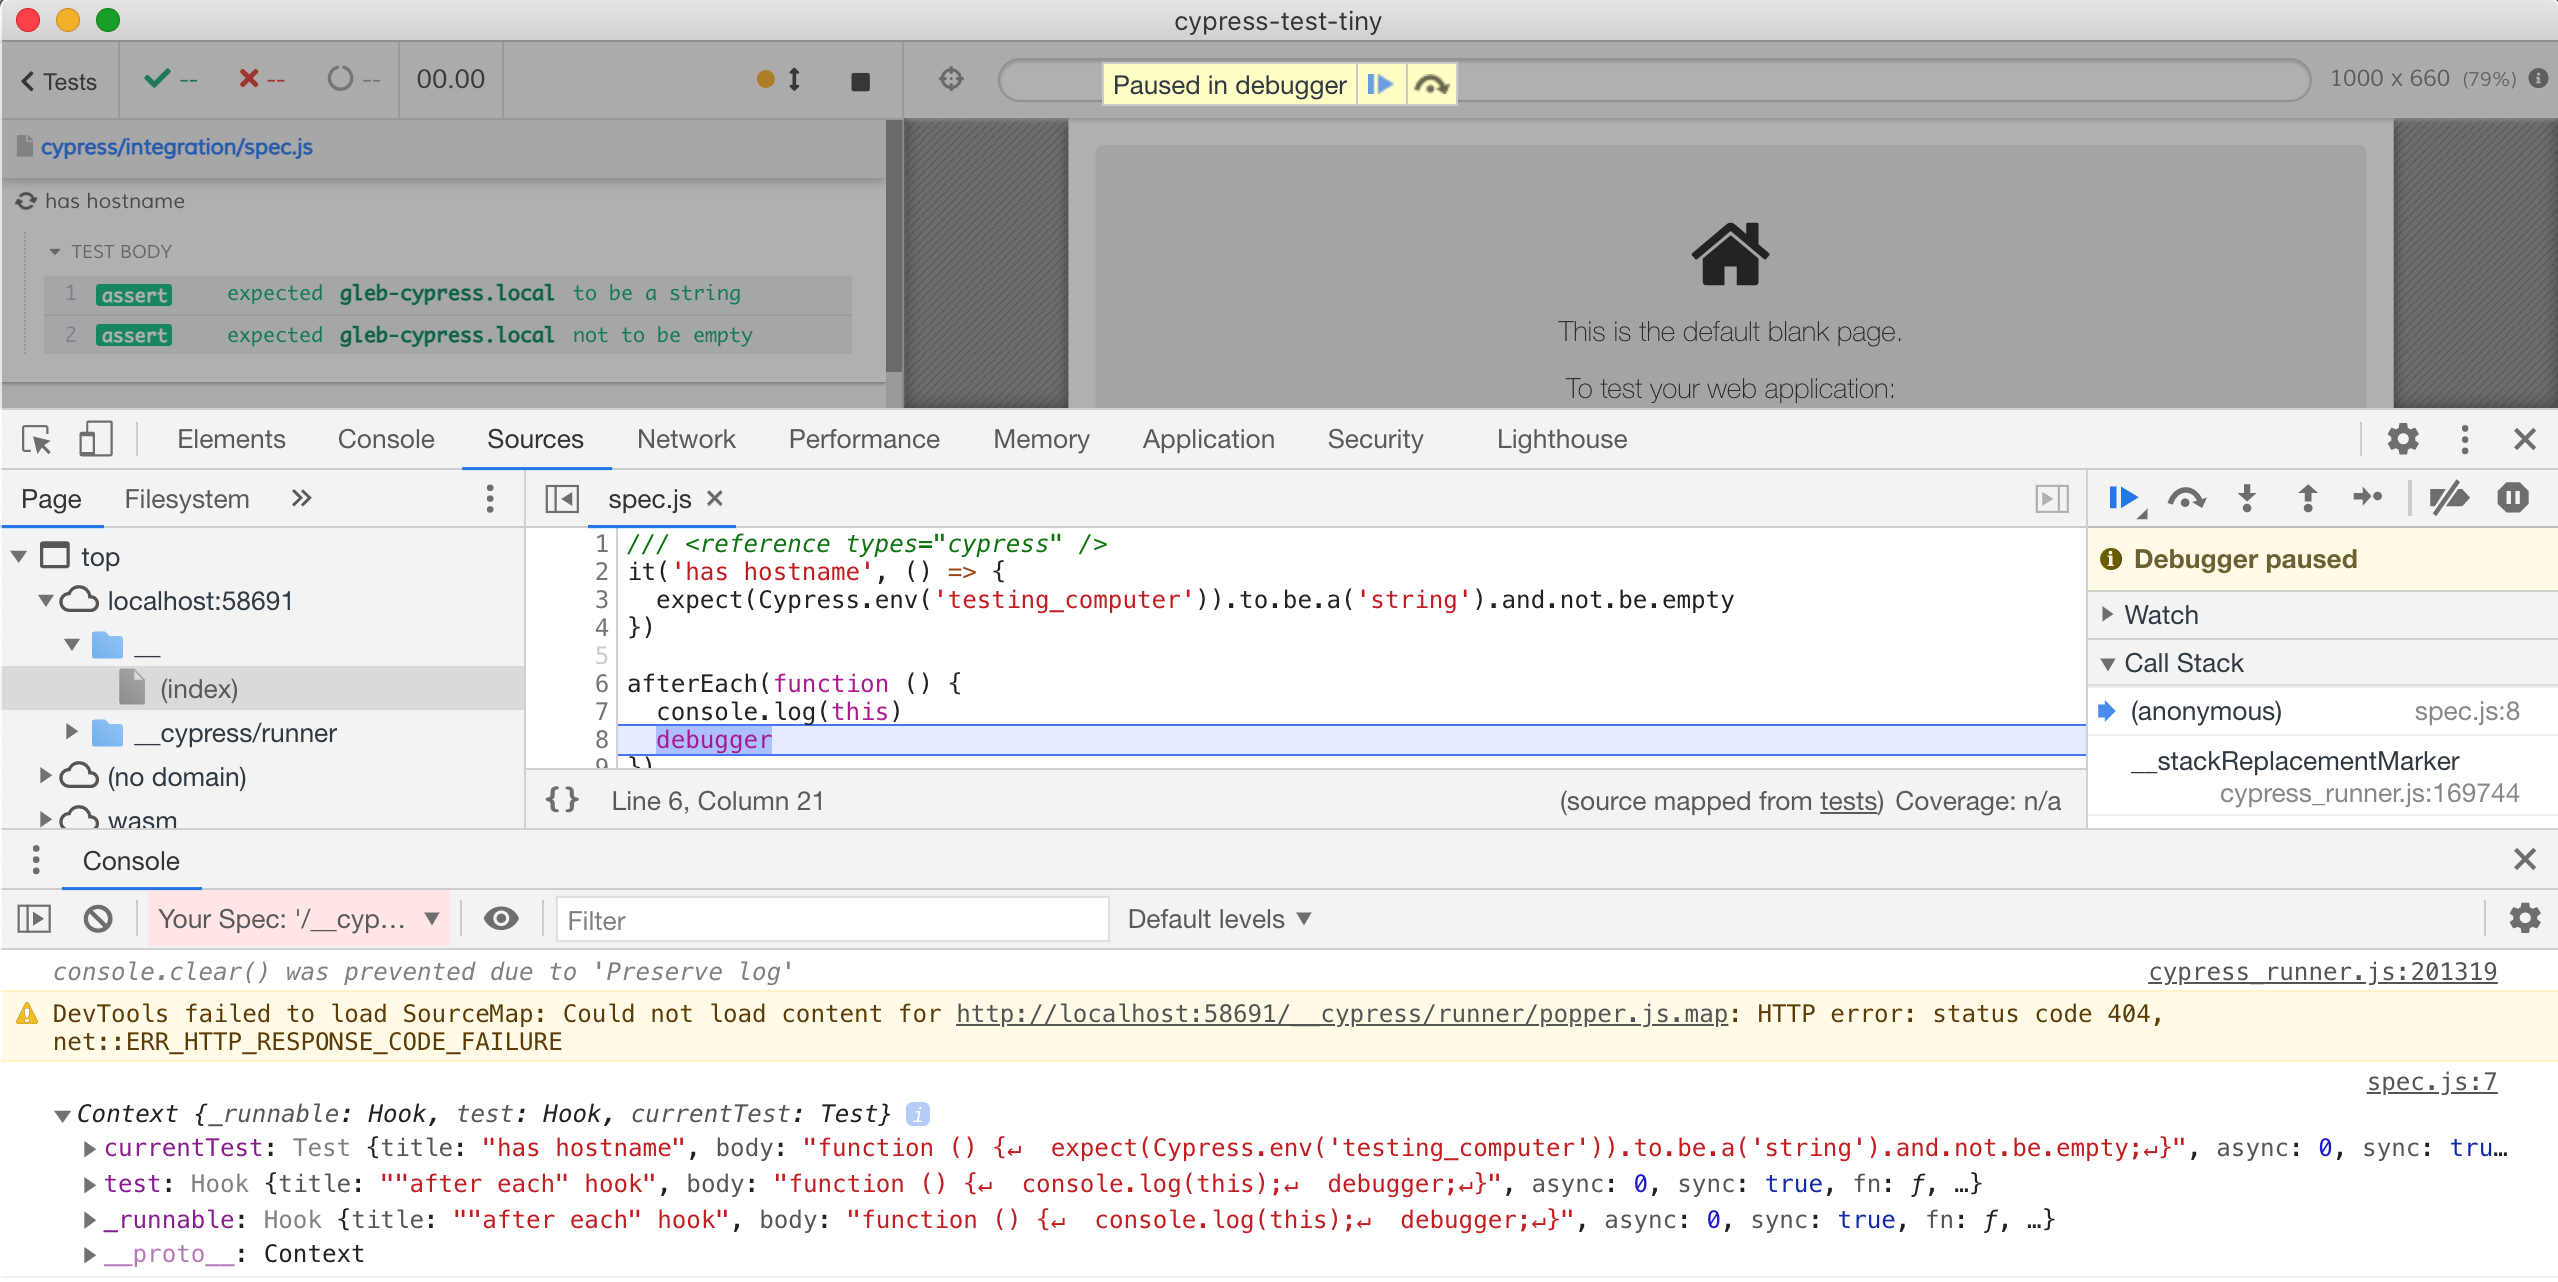 cypress-test-tiny
Tests -- -- -- 00.00
Paused in debugger
1000 x 660 (79%)
cypress/integration/spec.js
has hostname
TEST BODY
1 assert expected gleb-cypress.local to be a string
2 assert expected gleb-cypress.local not to be empty
This is the default blank page.
To test your web application:
Elements Console Sources Network Performance Memory Application Security Lighthouse
Page Filesystem »
top
localhost:58691
__
(index)
__cypress/runner
(no domain)
wasm
spec.js ×
1 /// <reference types="cypress" />
2 it('has hostname', () => {
3 expect(Cypress.env('testing_computer')).to.be.a('string').and.not.be.empty
4 })
5
6 afterEach(function () {
7 console.log(this)
8 debugger
9 })
{} Line 6, Column 21 (source mapped from tests) Coverage: n/a
Debugger paused
Watch
Call Stack
(anonymous) spec.js:8
__stackReplacementMarker
cypress_runner.js:169744
Console
Your Spec: '/__cyp... Filter Default levels
console.clear() was prevented due to 'Preserve log' cypress_runner.js:201319
DevTools failed to load SourceMap: Could not load content for http://localhost:58691/__cypress/runner/popper.js.map: HTTP error: status code 404,
net::ERR_HTTP_RESPONSE_CODE_FAILURE
spec.js:7
Context {_runnable: Hook, test: Hook, currentTest: Test} i
currentTest: Test {title: "has hostname", body: "function () {↵  expect(Cypress.env('testing_computer')).to.be.a('string').and.not.be.empty;↵}", async: 0, sync: tru…
test: Hook {title: ""after each" hook", body: "function () {↵  console.log(this);↵  debugger;↵}", async: 0, sync: true, fn: ƒ, …}
_runnable: Hook {title: ""after each" hook", body: "function () {↵  console.log(this);↵  debugger;↵}", async: 0, sync: true, fn: ƒ, …}
__proto__: Context